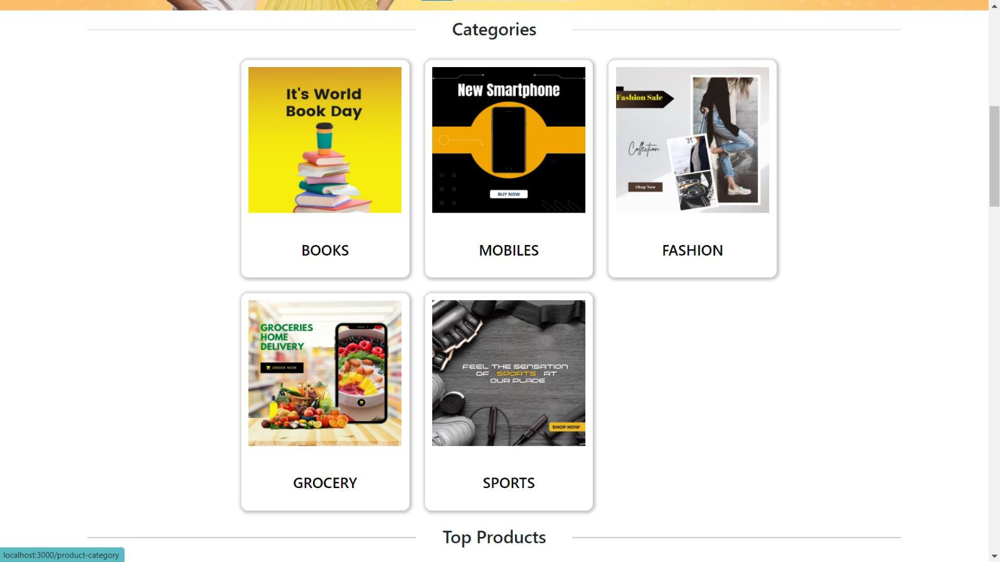 Categories
It's World
Book Day
BOOKS
New Smartphone
BUY NOW
MOBILES
Fashion Sale
Collection
Shop Now
FASHION
GROCERIES
HOME
DELIVERY
ORDER NOW
GROCERY
FEEL THE SENSATION
OF SPORTS AT
OUR PLACE
SHOP NOW
SPORTS
Top Products
localhost:3000/product-category